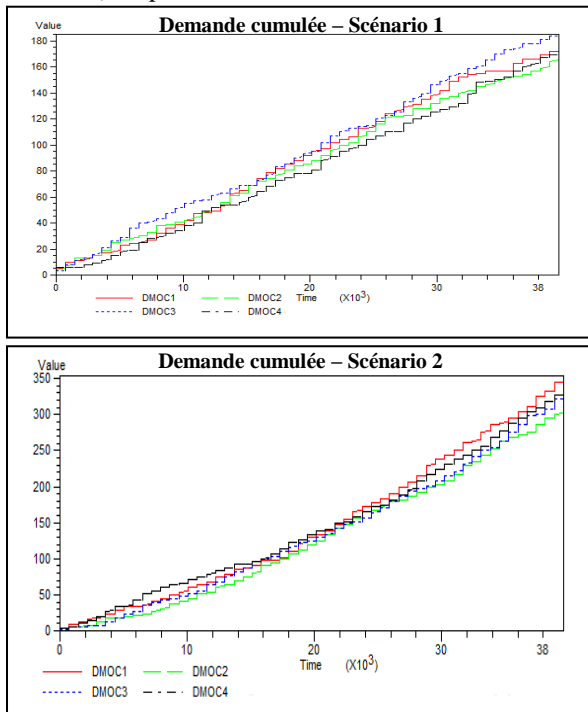 Demande cumulée – Scénario 1
Value
180
160
140
120
100
80
60
40
20
0
0 10 20 30 38
Time (X10³)
DMOC1 DMOC2
DMOC3 DMOC4
Demande cumulée – Scénario 2
Value
350
300
250
200
150
100
50
0
0 10 20 30 38
Time (X10³)
DMOC1 DMOC2
DMOC3 DMOC4